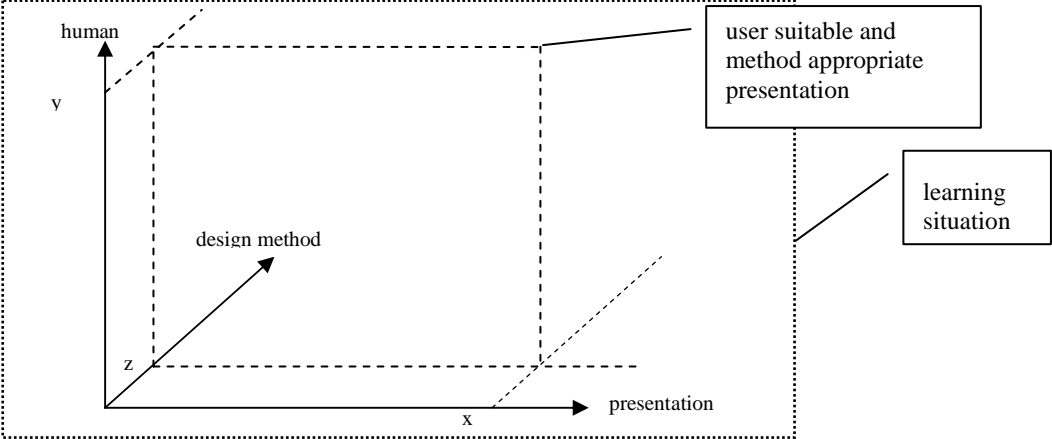 human
y
user suitable and
method appropriate
presentation
learning
situation
design method
z
presentation
x